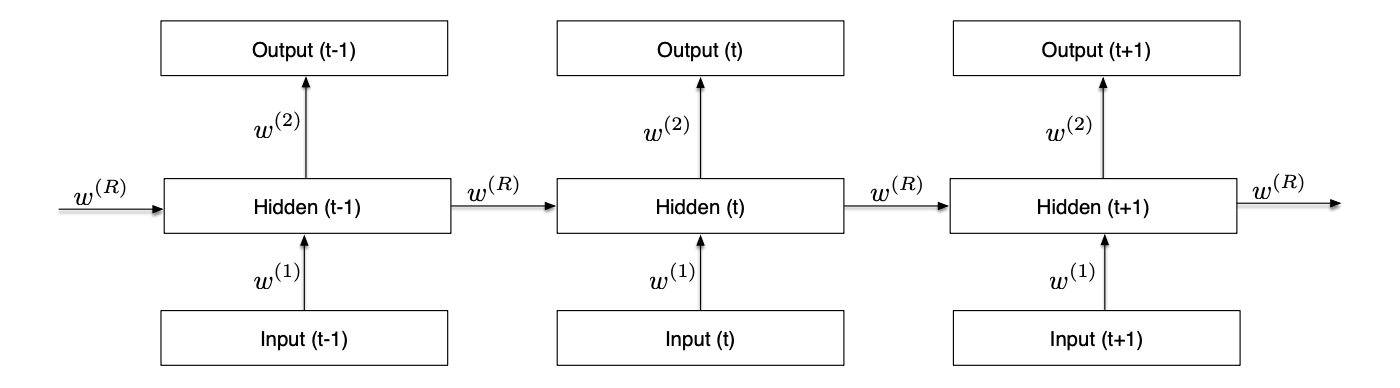 Output (t-1) Output (t) Output (t+1)
w^(2) w^(2) w^(2)
w^(R) Hidden (t-1) w^(R) Hidden (t) w^(R) Hidden (t+1) w^(R)
w^(1) w^(1) w^(1)
Input (t-1) Input (t) Input (t+1)